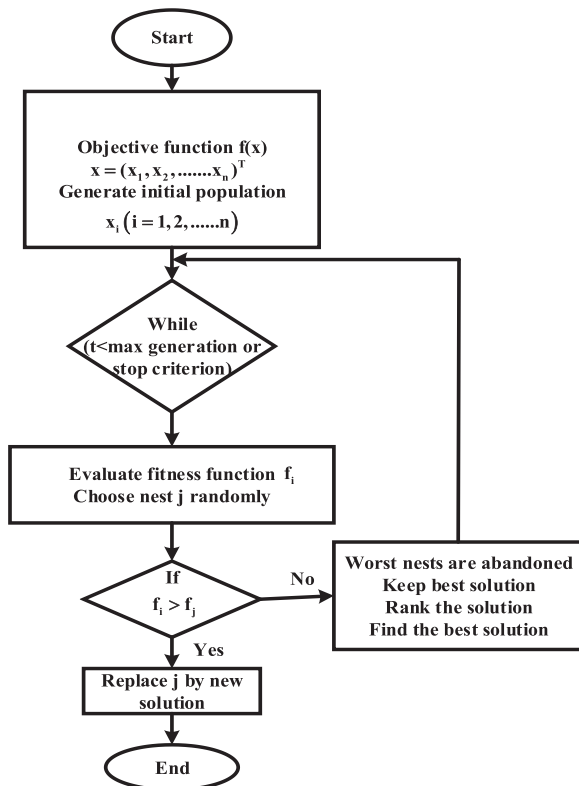 Start
Objective function f(x)
x = (x₁, x₂, .......xₙ)ᵀ
Generate initial population
xᵢ (i = 1, 2, ......n)
While
(t<max generation or
stop criterion)
Evaluate fitness function fᵢ
Choose nest j randomly
If
fᵢ > fⱼ
No
Worst nests are abandoned
Keep best solution
Rank the solution
Find the best solution
Yes
Replace j by new
solution
End